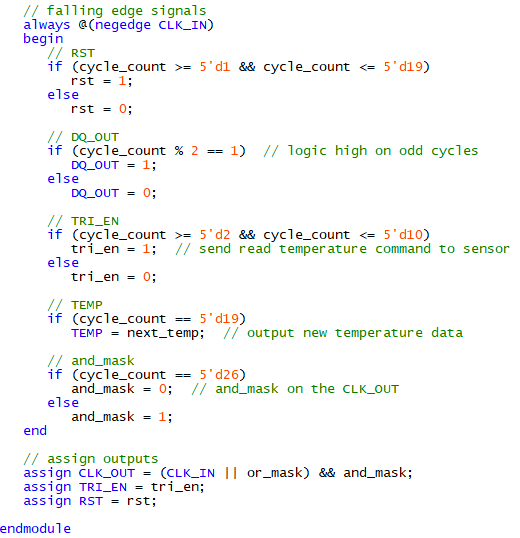 // falling edge signals
always @(negedge CLK_IN)
begin
// RST
if (cycle_count >= 5'd1 && cycle_count <= 5'd19)
rst = 1;
else
rst = 0;
// DQ_OUT
if (cycle_count % 2 == 1)  // logic high on odd cycles
DQ_OUT = 1;
else
DQ_OUT = 0;
// TRI_EN
if (cycle_count >= 5'd2 && cycle_count <= 5'd10)
tri_en = 1;  // send read temperature command to sensor
else
tri_en = 0;
// TEMP
if (cycle_count == 5'd19)
TEMP = next_temp;  // output new temperature data
// and_mask
if (cycle_count == 5'd26)
and_mask = 0;  // and_mask on the CLK_OUT
else
and_mask = 1;
end
// assign outputs
assign CLK_OUT = (CLK_IN || or_mask) && and_mask;
assign TRI_EN = tri_en;
assign RST = rst;
endmodule